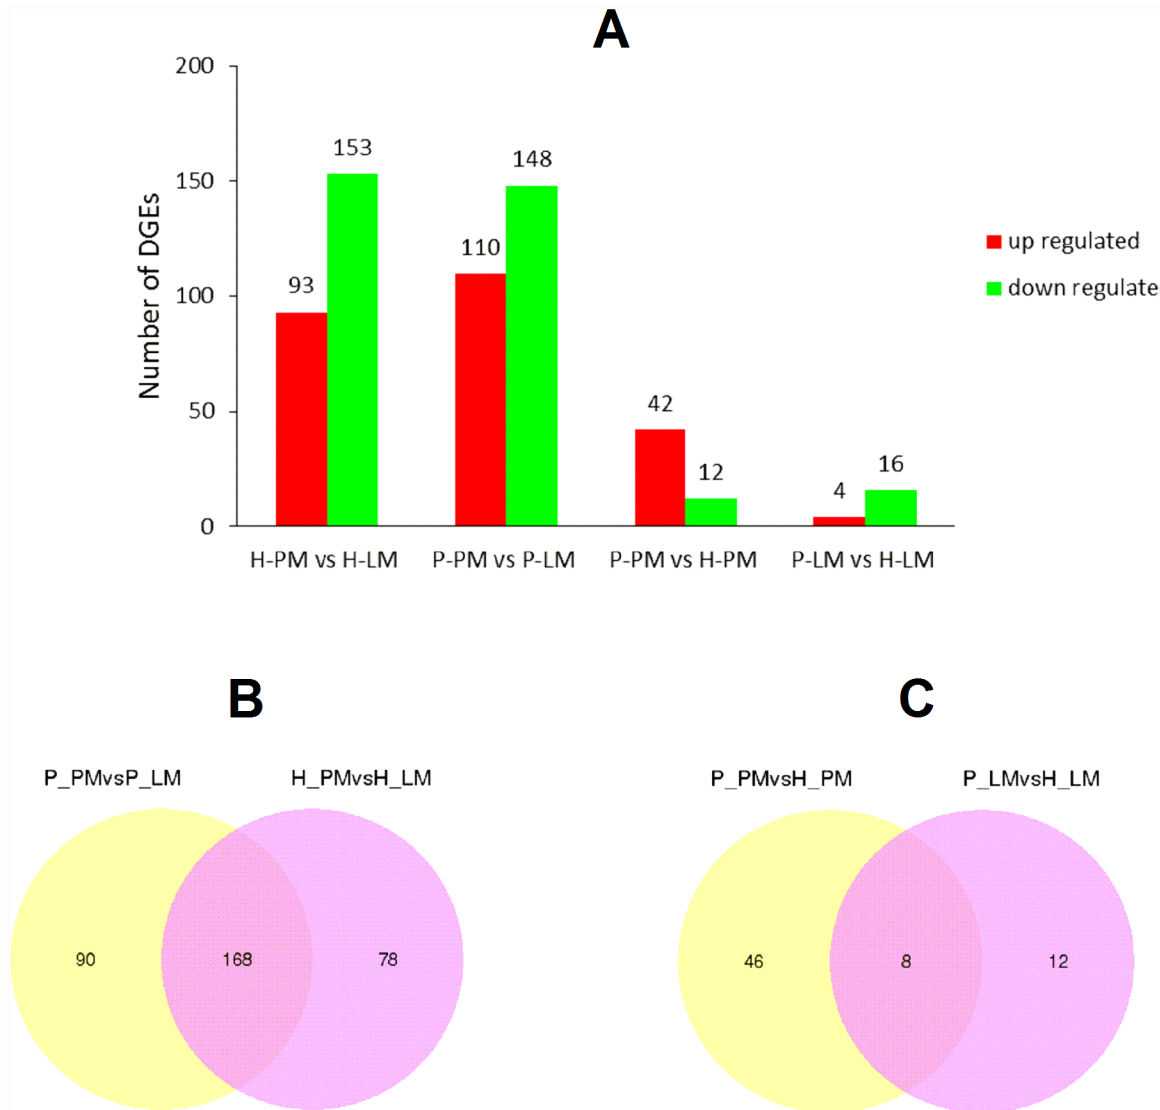 A
200
150
100
50
0
Number of DGEs
93
153
110
148
42
12
4
16
H-PM vs H-LM
P-PM vs P-LM
P-PM vs H-PM
P-LM vs H-LM
up regulated
down regulate
B
P_PMvsP_LM
H_PMvsH_LM
90
168
78
C
P_PMvsH_PM
P_LMvsH_LM
46
8
12